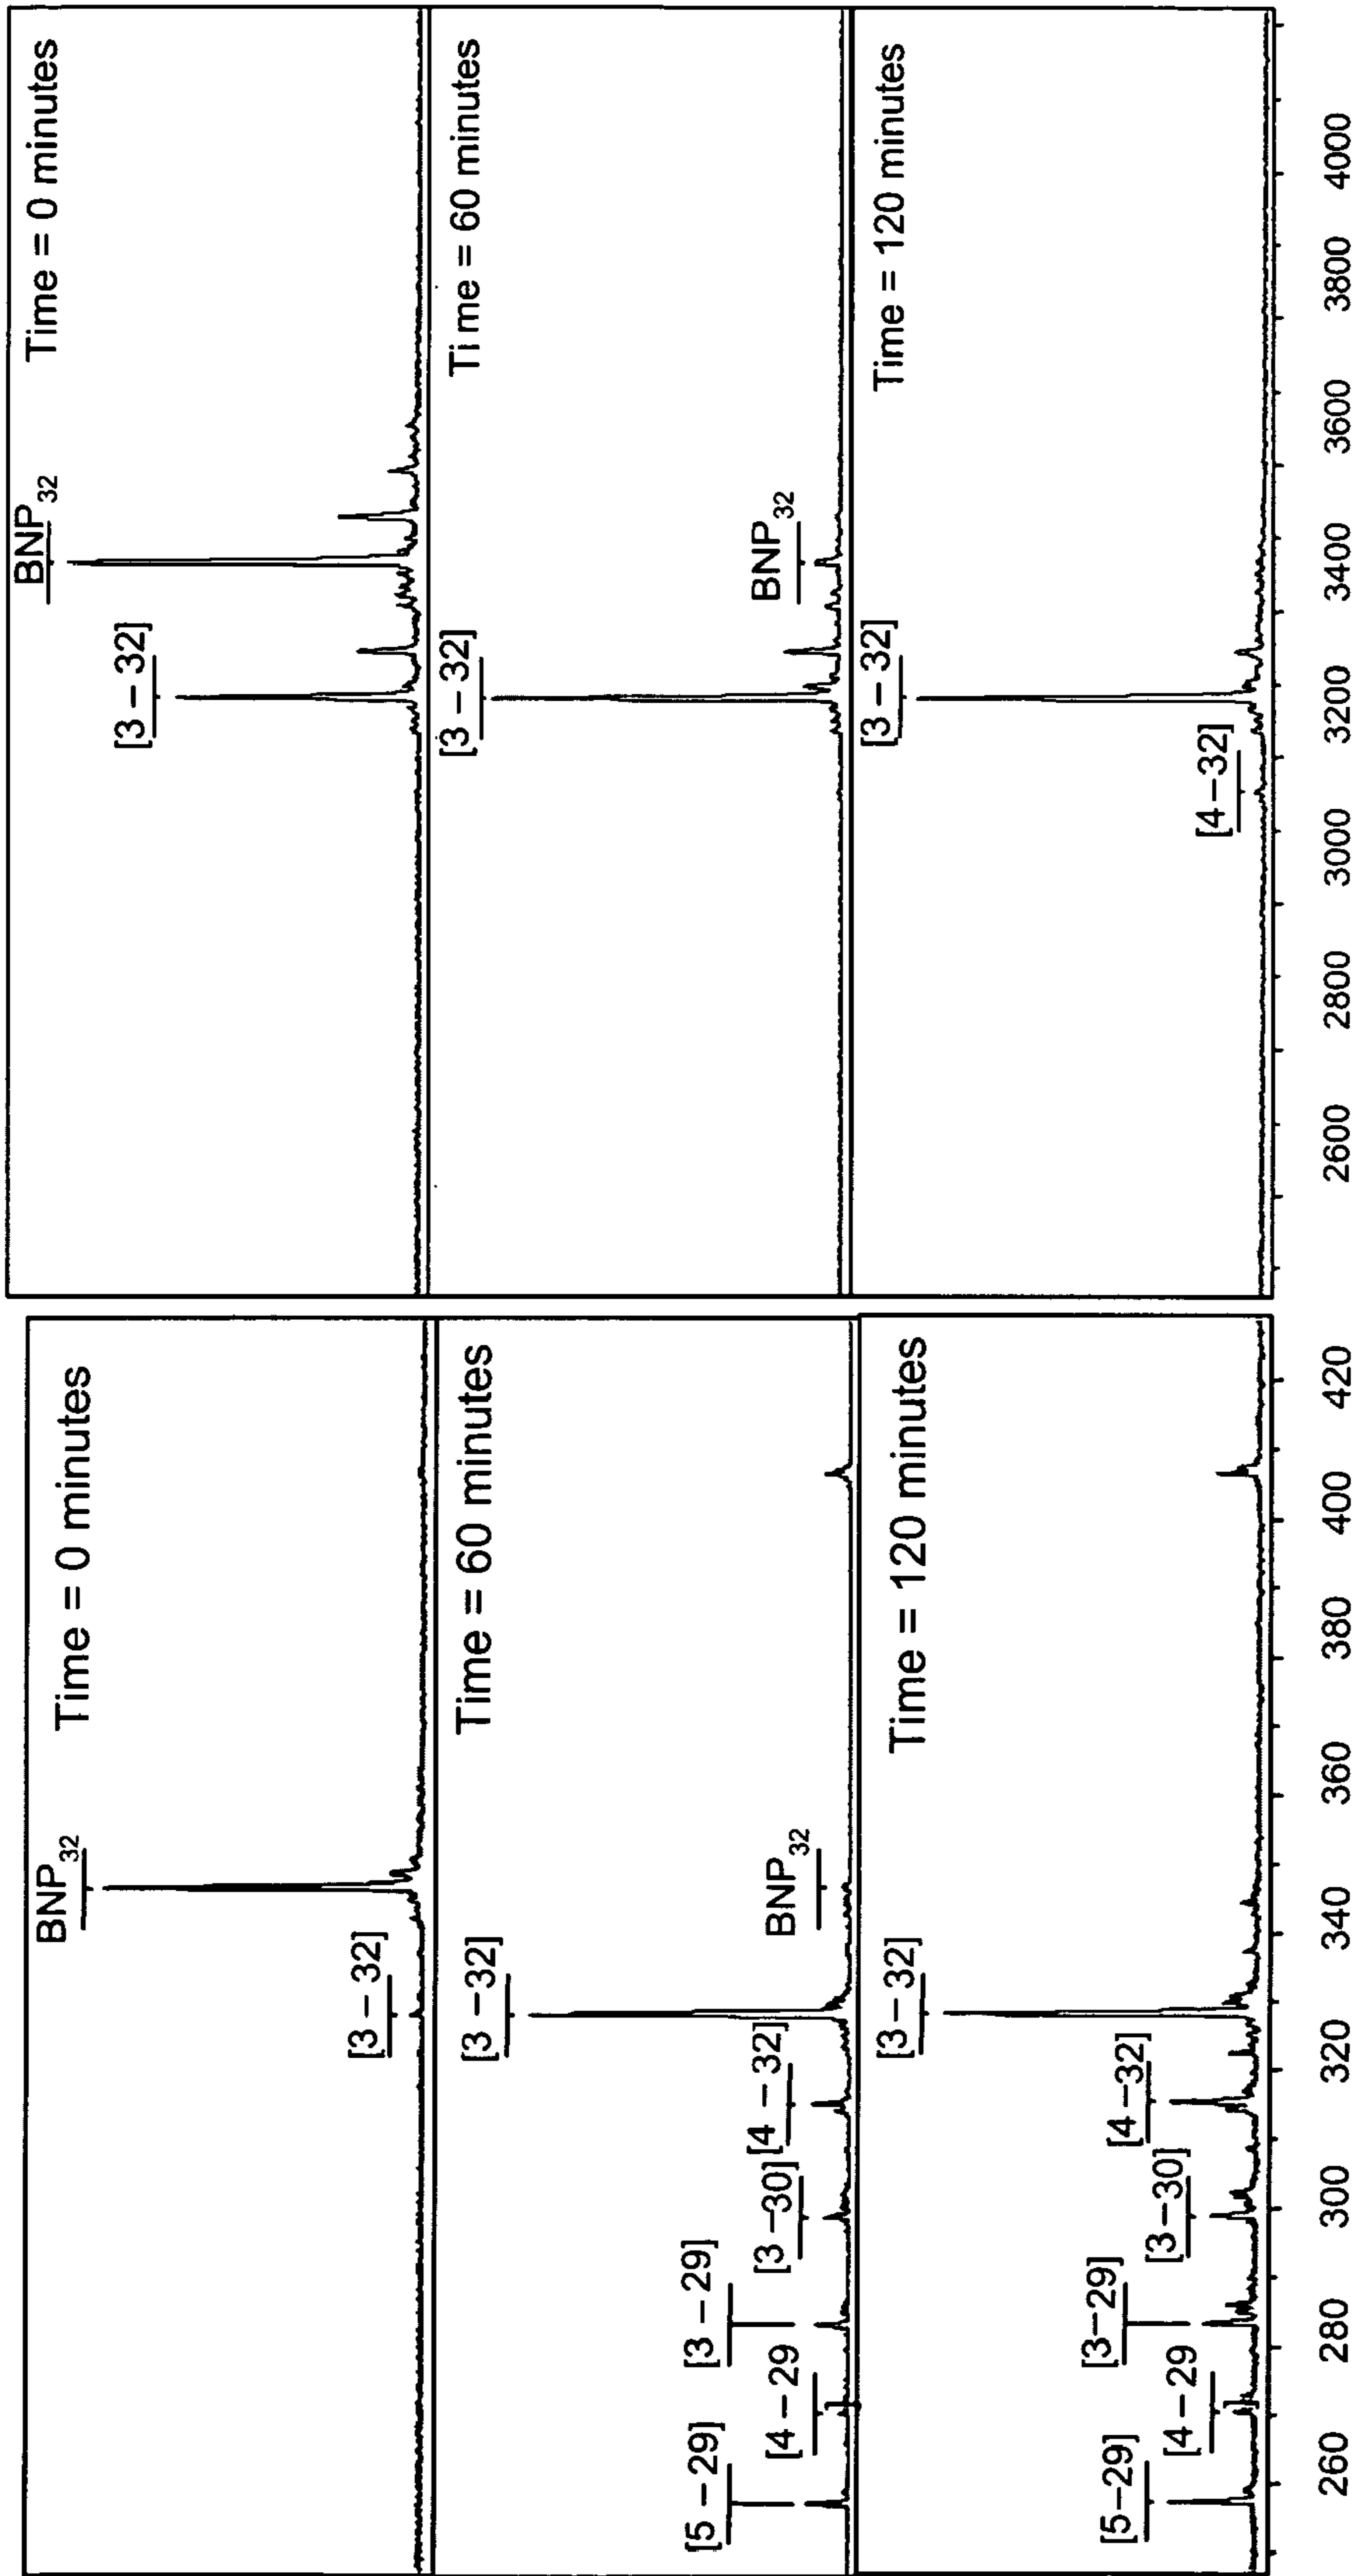 Time = 0 minutes
BNP32
[3 – 32]
Time = 60 minutes
BNP32
[3 – 32]
[4 – 32]
[3 – 30]
[3 – 29]
[4 – 29
[5 – 29]
Time = 120 minutes
[3 – 32]
[4 – 32]
[3 – 30]
[3 – 29]
[4 – 29
[5 – 29]
260 280 300 320 340 360 380 400 420
Time = 0 minutes
BNP32
[3 – 32]
Ti me = 60 minutes
BNP32
[3 – 32]
Time = 120 minutes
[3 – 32]
[4 – 32]
2600 2800 3000 3200 3400 3600 3800 4000